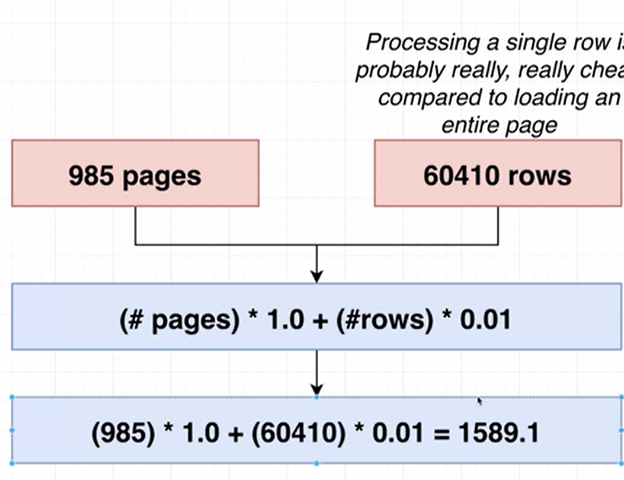 Processing a single row
probably really, really
compared to loading an
entire page
985 pages
60410 rows
(# pages) * 1.0 + (#rows) * 0.01
(985) * 1.0 + (60410) * 0.01 = 1589.1